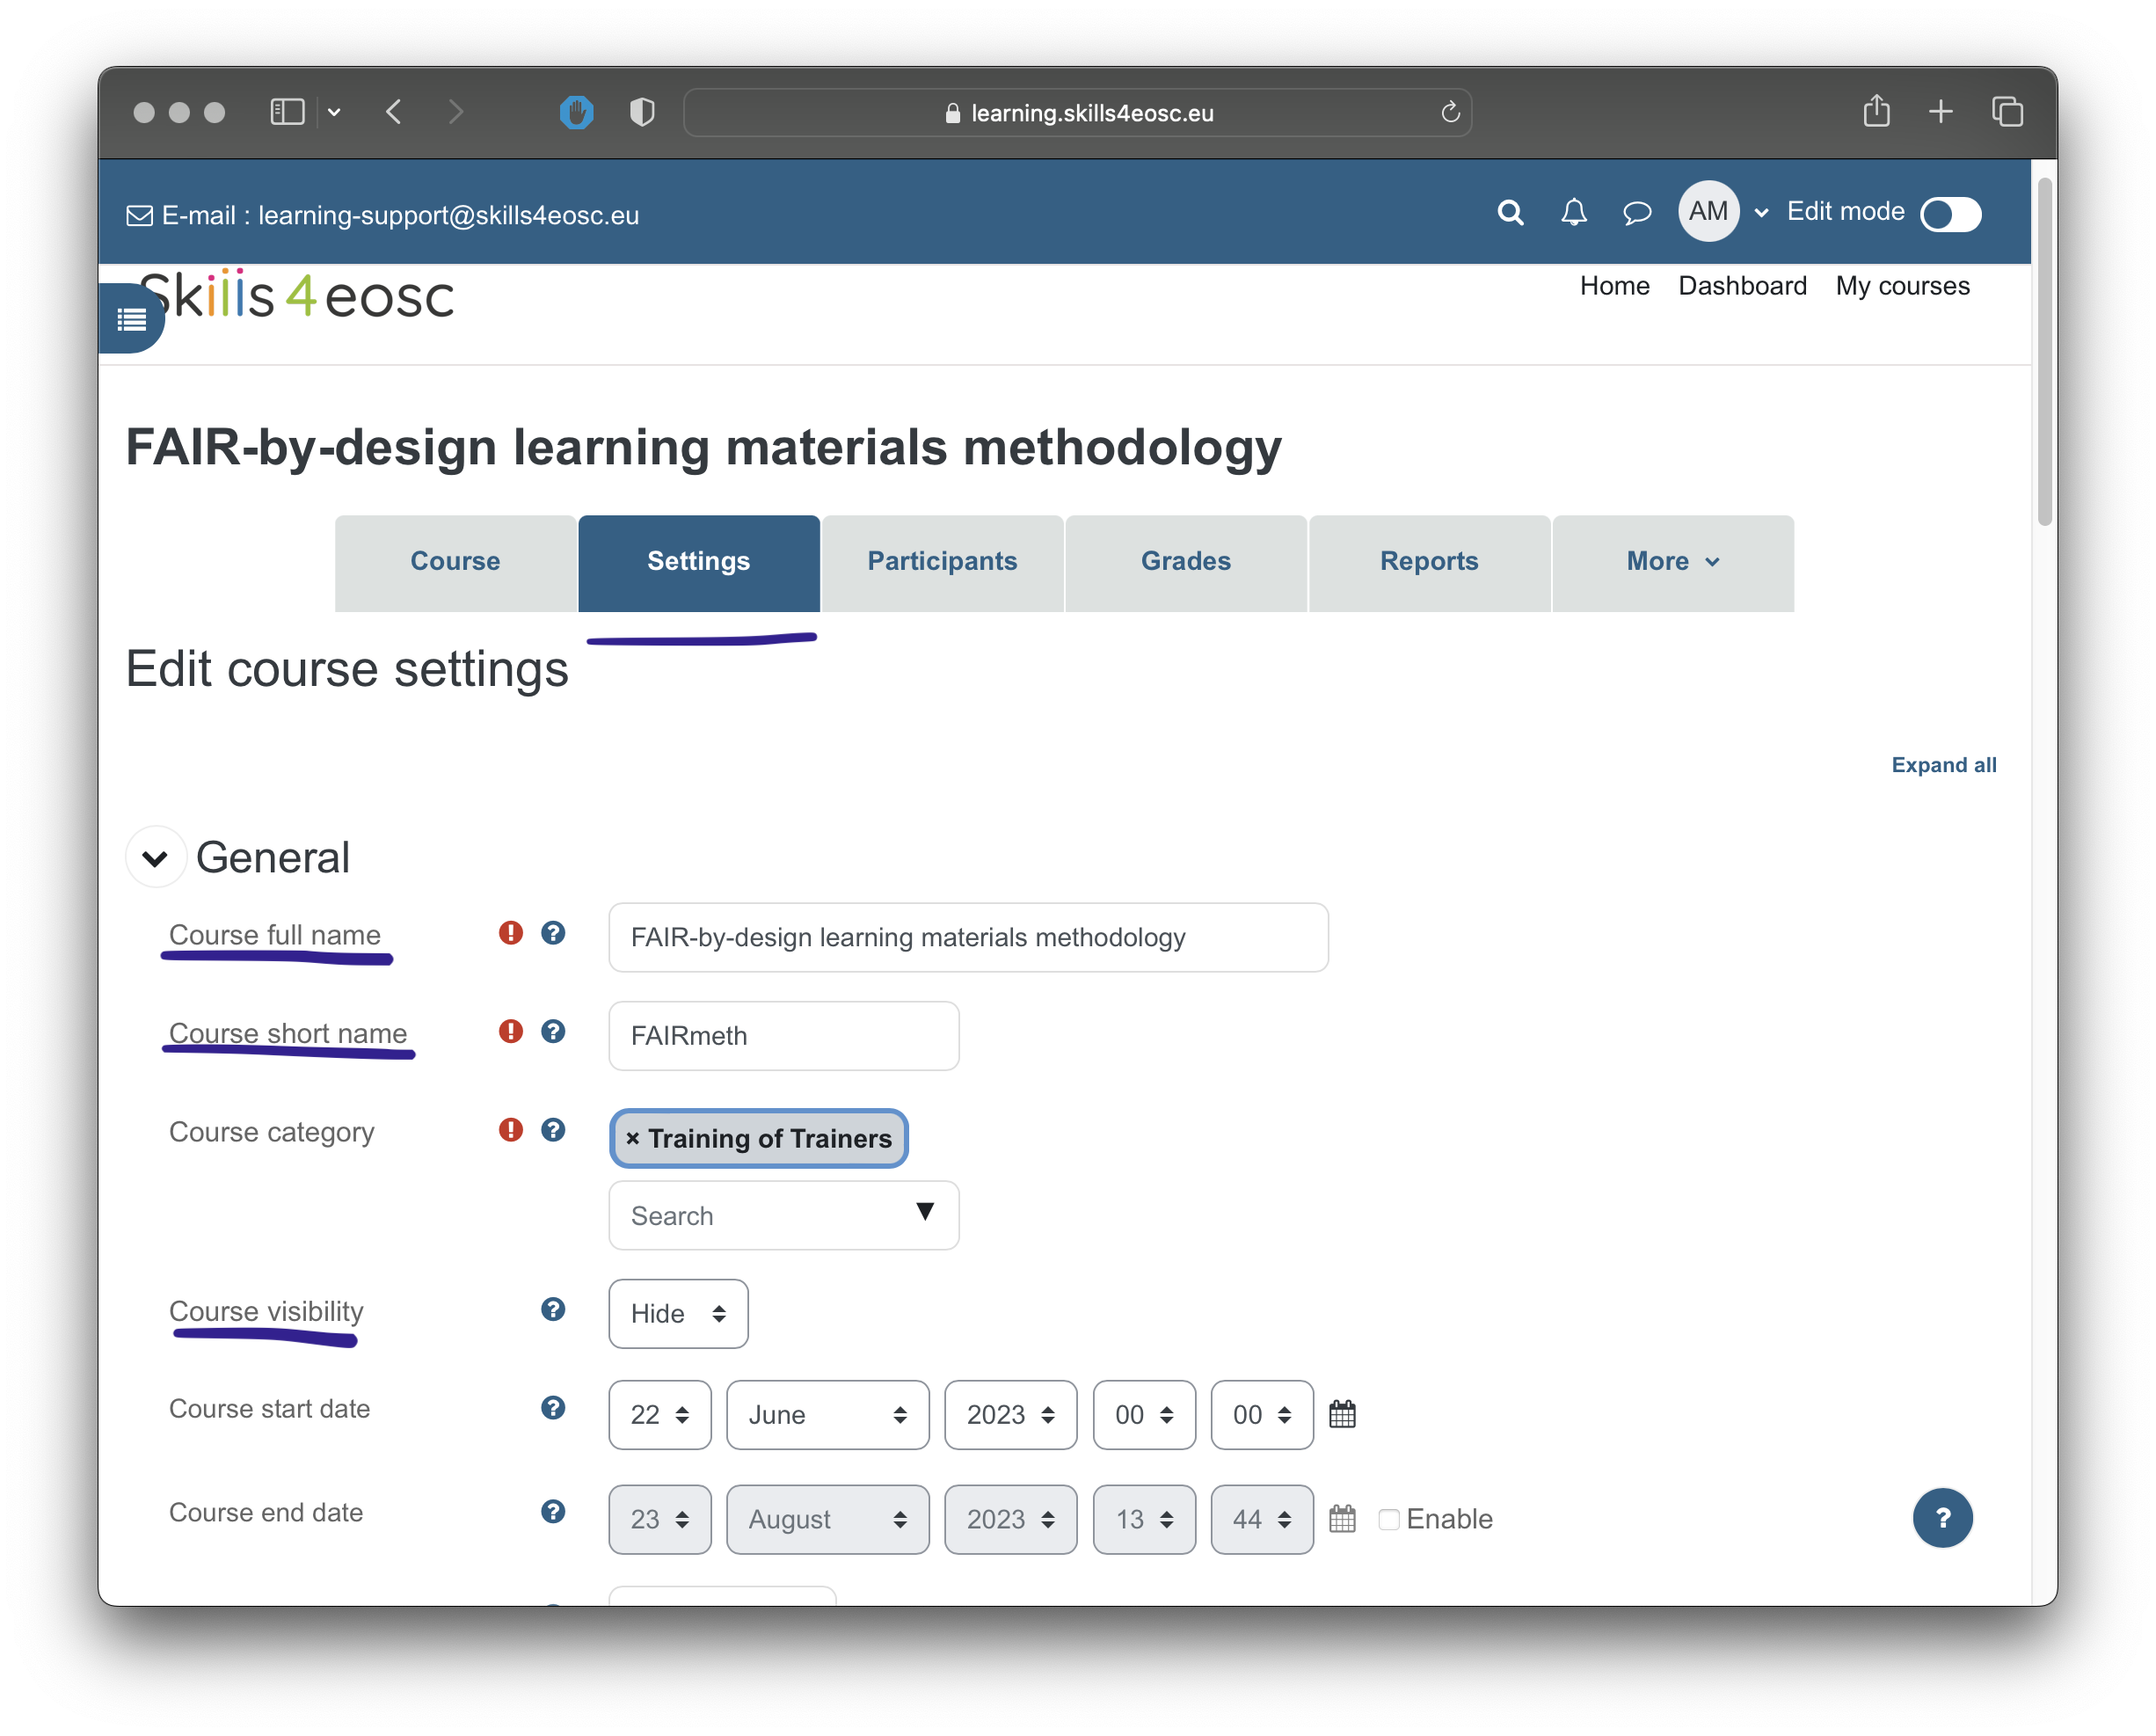 learning.skills4eosc.eu
E-mail : learning-support@skills4eosc.eu
AM Edit mode
Skills 4 eosc
Home Dashboard My courses
FAIR-by-design learning materials methodology
Course Settings Participants Grades Reports More
Edit course settings
Expand all
General
Course full name ! ? FAIR-by-design learning materials methodology
Course short name ! ? FAIRmeth
Course category ! ? × Training of Trainers
Search ▼
Course visibility ? Hide
Course start date ? 22 June 2023 00 00
Course end date ? 23 August 2023 13 44 Enable
?